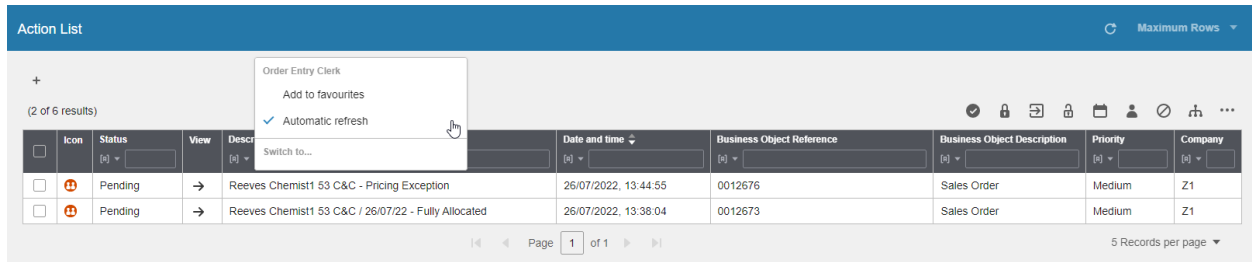 Action List
Maximum Rows
+
Order Entry Clerk
Add to favourites
Automatic refresh
Switch to...
(2 of 6 results)
Icon Status View Descr Date and time Business Object Reference Business Object Description Priority Company
[¤] [¤] [¤] [¤] [¤] [¤] [¤]
Pending Reeves Chemist1 53 C&C - Pricing Exception 26/07/2022, 13:44:55 0012676 Sales Order Medium Z1
Pending Reeves Chemist1 53 C&C / 26/07/22 - Fully Allocated 26/07/2022, 13:38:04 0012673 Sales Order Medium Z1
Page 1 of 1
5 Records per page